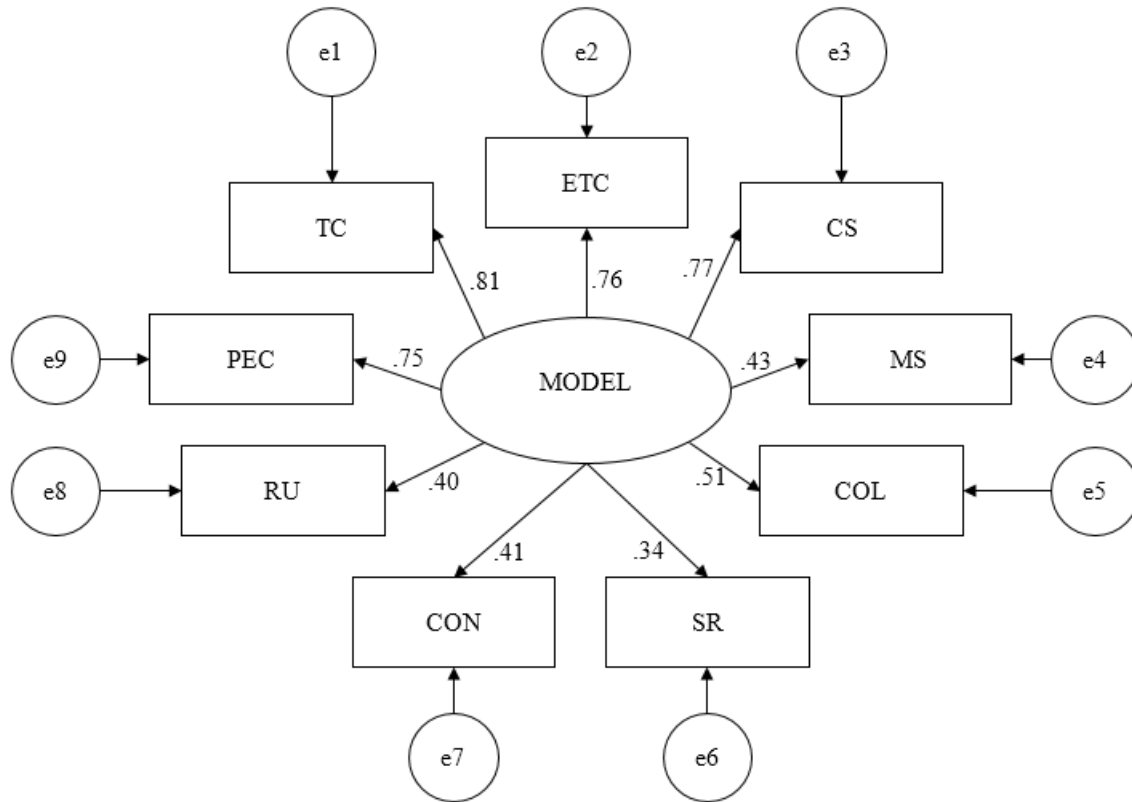 e1
e2
e3
TC
ETC
CS
.81
.76
.77
e9
PEC
.75
MODEL
.43
MS
e4
e8
RU
.40
.51
COL
e5
.41
.34
CON
SR
e7
e6